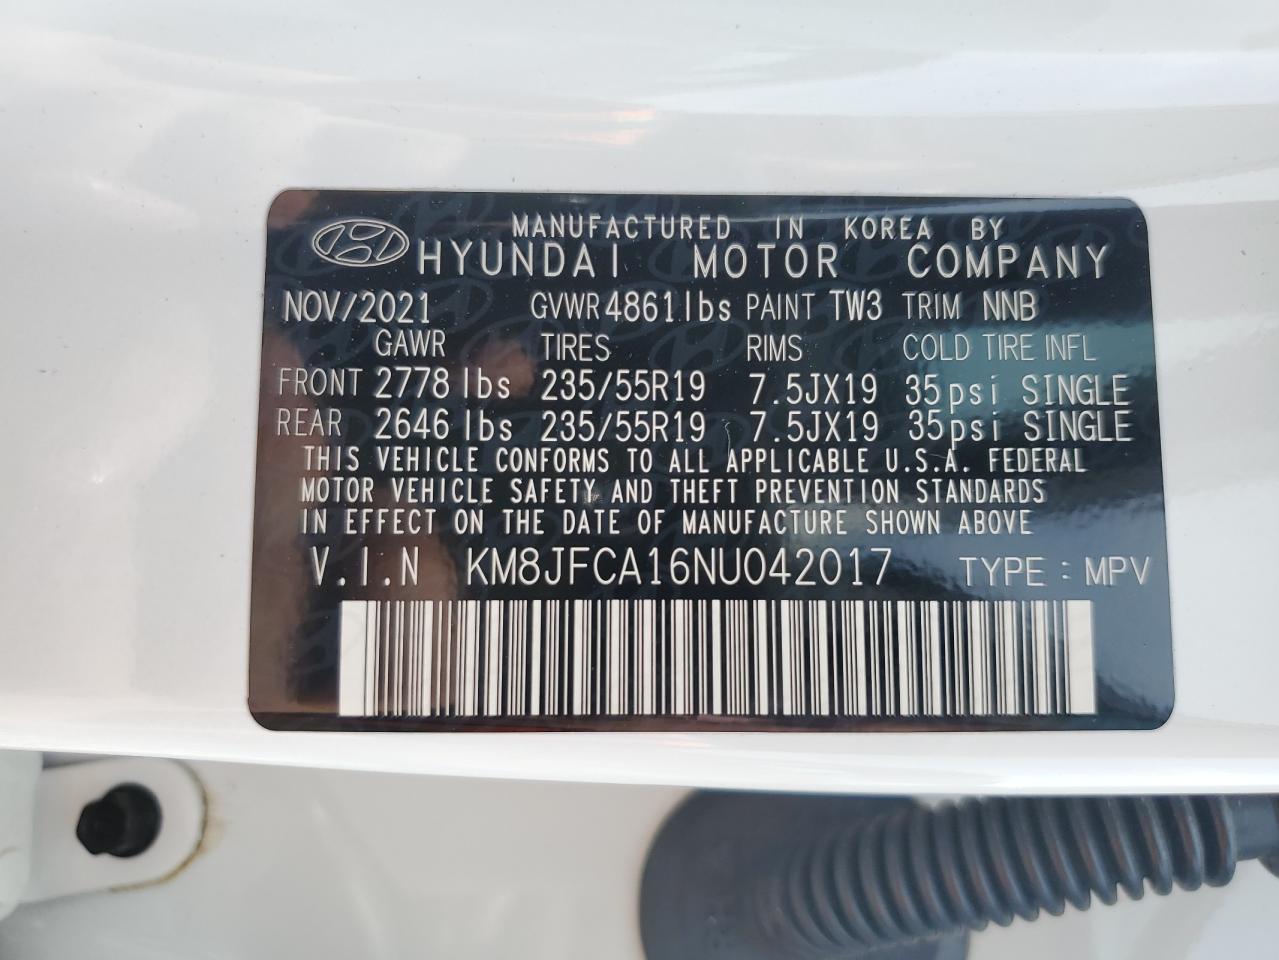 MANUFACTURED IN KOREA BY
HYUNDAI MOTOR COMPANY
NOV/2021 GVWR 4861lbs PAINT TW3 TRIM NNB
GAWR TIRES RIMS COLD TIRE INFL
FRONT 2778 lbs 235/55R19 7.5JX19 35psi SINGLE
REAR 2646 lbs 235/55R19 7.5JX19 35psi SINGLE
THIS VEHICLE CONFORMS TO ALL APPLICABLE U.S.A. FEDERAL
MOTOR VEHICLE SAFETY AND THEFT PREVENTION STANDARDS
IN EFFECT ON THE DATE OF MANUFACTURE SHOWN ABOVE
V.I.N KM8JFCA16NU042017 TYPE : MPV